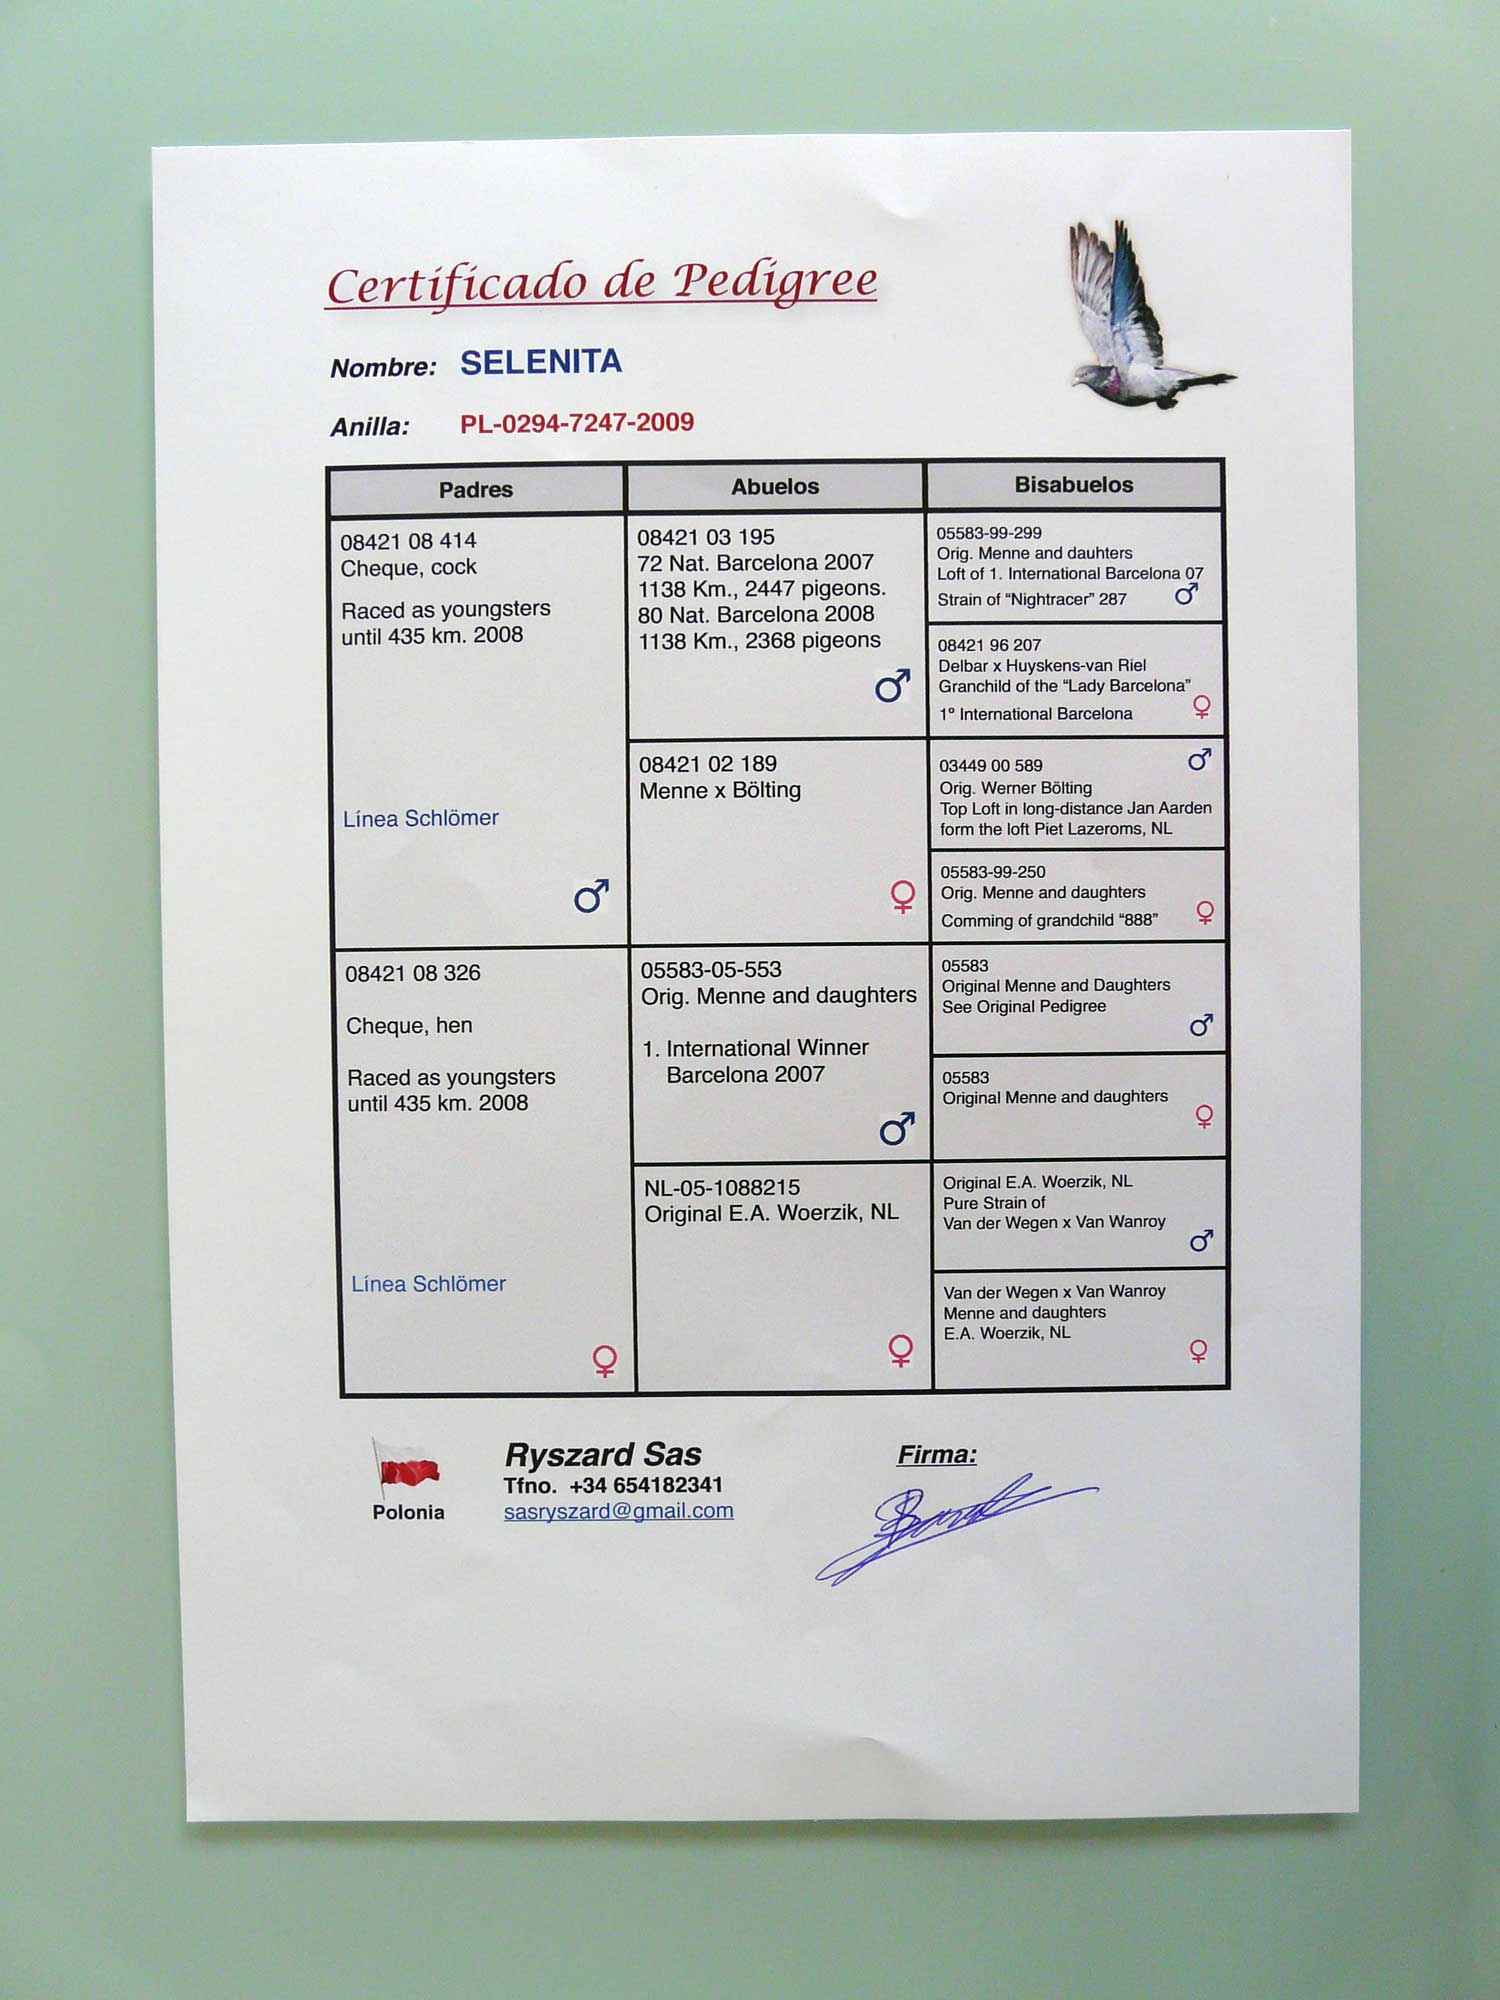 Certificado de Pedigree
Nombre: SELENITA
Anilla: PL-0294-7247-2009
Padres
Abuelos
Bisabuelos
08421 08 414
Cheque, cock
Raced as youngsters
until 435 km. 2008
Línea Schlömer
♂
08421 03 195
72 Nat. Barcelona 2007
1138 Km., 2447 pigeons.
80 Nat. Barcelona 2008
1138 Km., 2368 pigeons
♂
05583-99-299
Orig. Menne and dauhters
Loft of 1. International Barcelona 07
Strain of “Nightracer” 287 ♂
08421 96 207
Delbar x Huyskens-van Riel
Granchild of the “Lady Barcelona”
1º International Barcelona ♀
08421 02 189
Menne x Bölting
♀
03449 00 589 ♂
Orig. Werner Bölting
Top Loft in long-distance Jan Aarden
form the loft Piet Lazeroms, NL
05583-99-250
Orig. Menne and daughters
Comming of grandchild “888” ♀
08421 08 326
Cheque, hen
Raced as youngsters
until 435 km. 2008
Línea Schlömer
♀
05583-05-553
Orig. Menne and daughters
1. International Winner
Barcelona 2007
♂
05583
Original Menne and Daughters
See Original Pedigree
♂
05583
Original Menne and daughters
♀
NL-05-1088215
Original E.A. Woerzik, NL
♀
Original E.A. Woerzik, NL
Pure Strain of
Van der Wegen x Van Wanroy
♂
Van der Wegen x Van Wanroy
Menne and daughters
E.A. Woerzik, NL
♀
Polonia
Ryszard Sas
Tfno. +34 654182341
sasryszard@gmail.com
Firma: